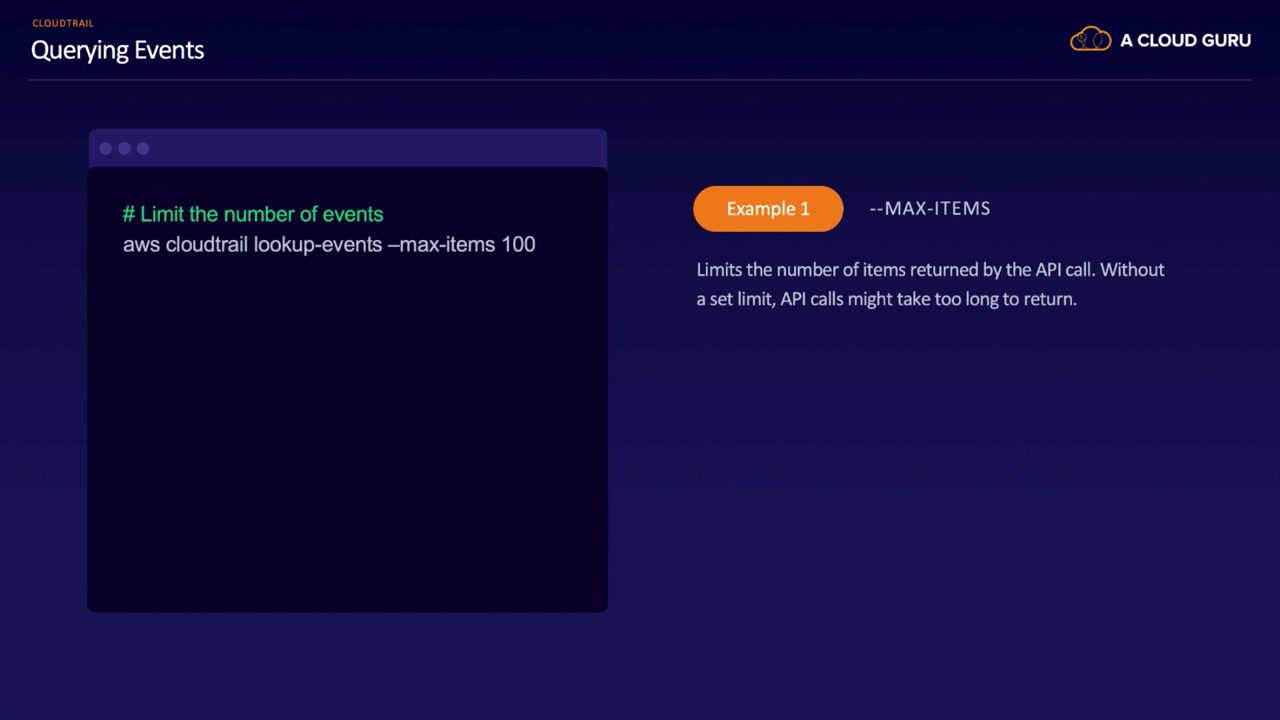 CLOUDTRAIL
Querying Events
A CLOUD GURU
# Limit the number of events
aws cloudtrail lookup-events –max-items 100
Example 1
--MAX-ITEMS
Limits the number of items returned by the API call. Without
a set limit, API calls might take too long to return.